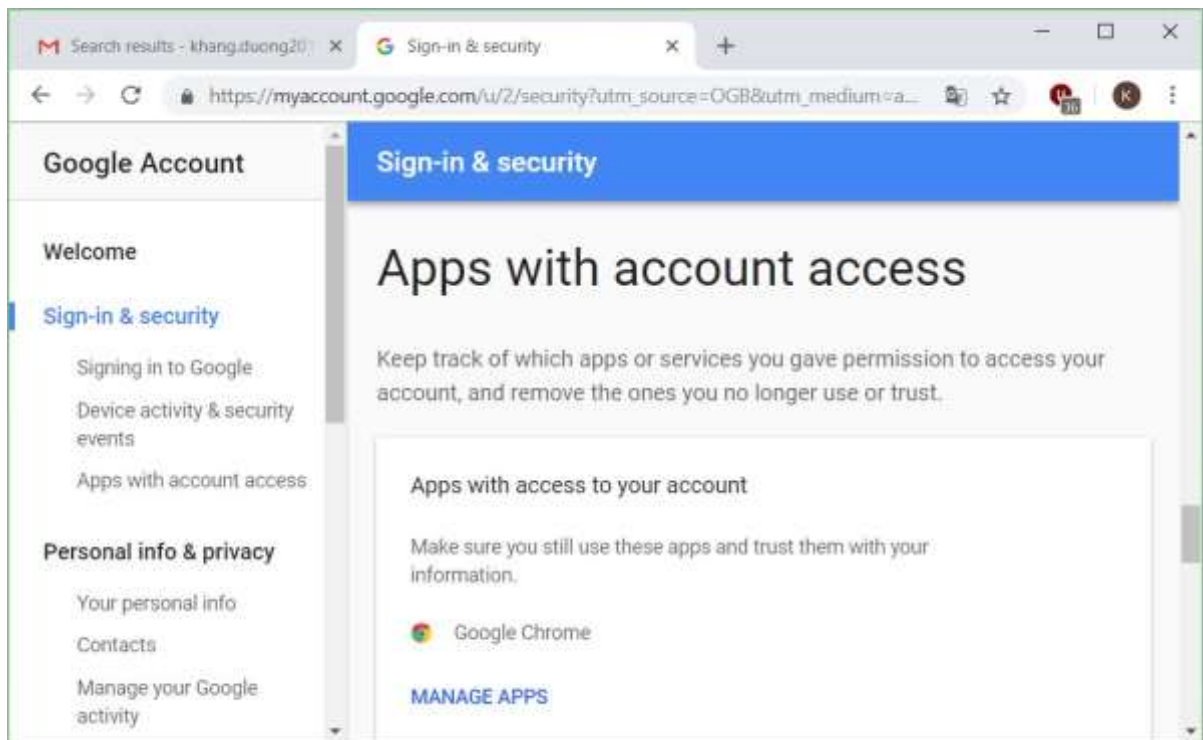 Search results - khang.duong20
Sign-in & security
https://myaccount.google.com/u/2/security?utm_source=OGB&utm_medium=a...
K
Google Account
Sign-in & security
Welcome
Sign-in & security
Signing in to Google
Device activity & security
events
Apps with account access
Personal info & privacy
Your personal info
Contacts
Manage your Google
activity
Apps with account access
Keep track of which apps or services you gave permission to access your
account, and remove the ones you no longer use or trust.
Apps with access to your account
Make sure you still use these apps and trust them with your
information.
Google Chrome
MANAGE APPS